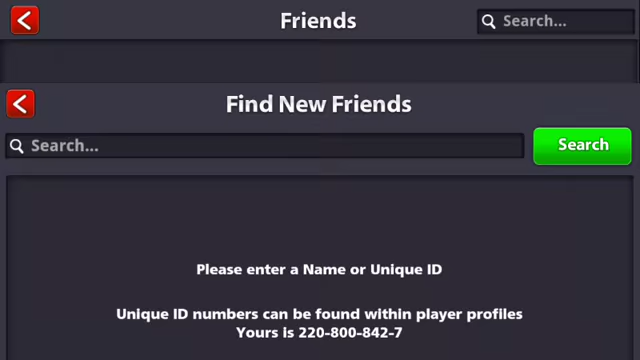 Friends
Search...
Find New Friends
Search...
Search
Please enter a Name or Unique ID
Unique ID numbers can be found within player profiles
Yours is 220-800-842-7